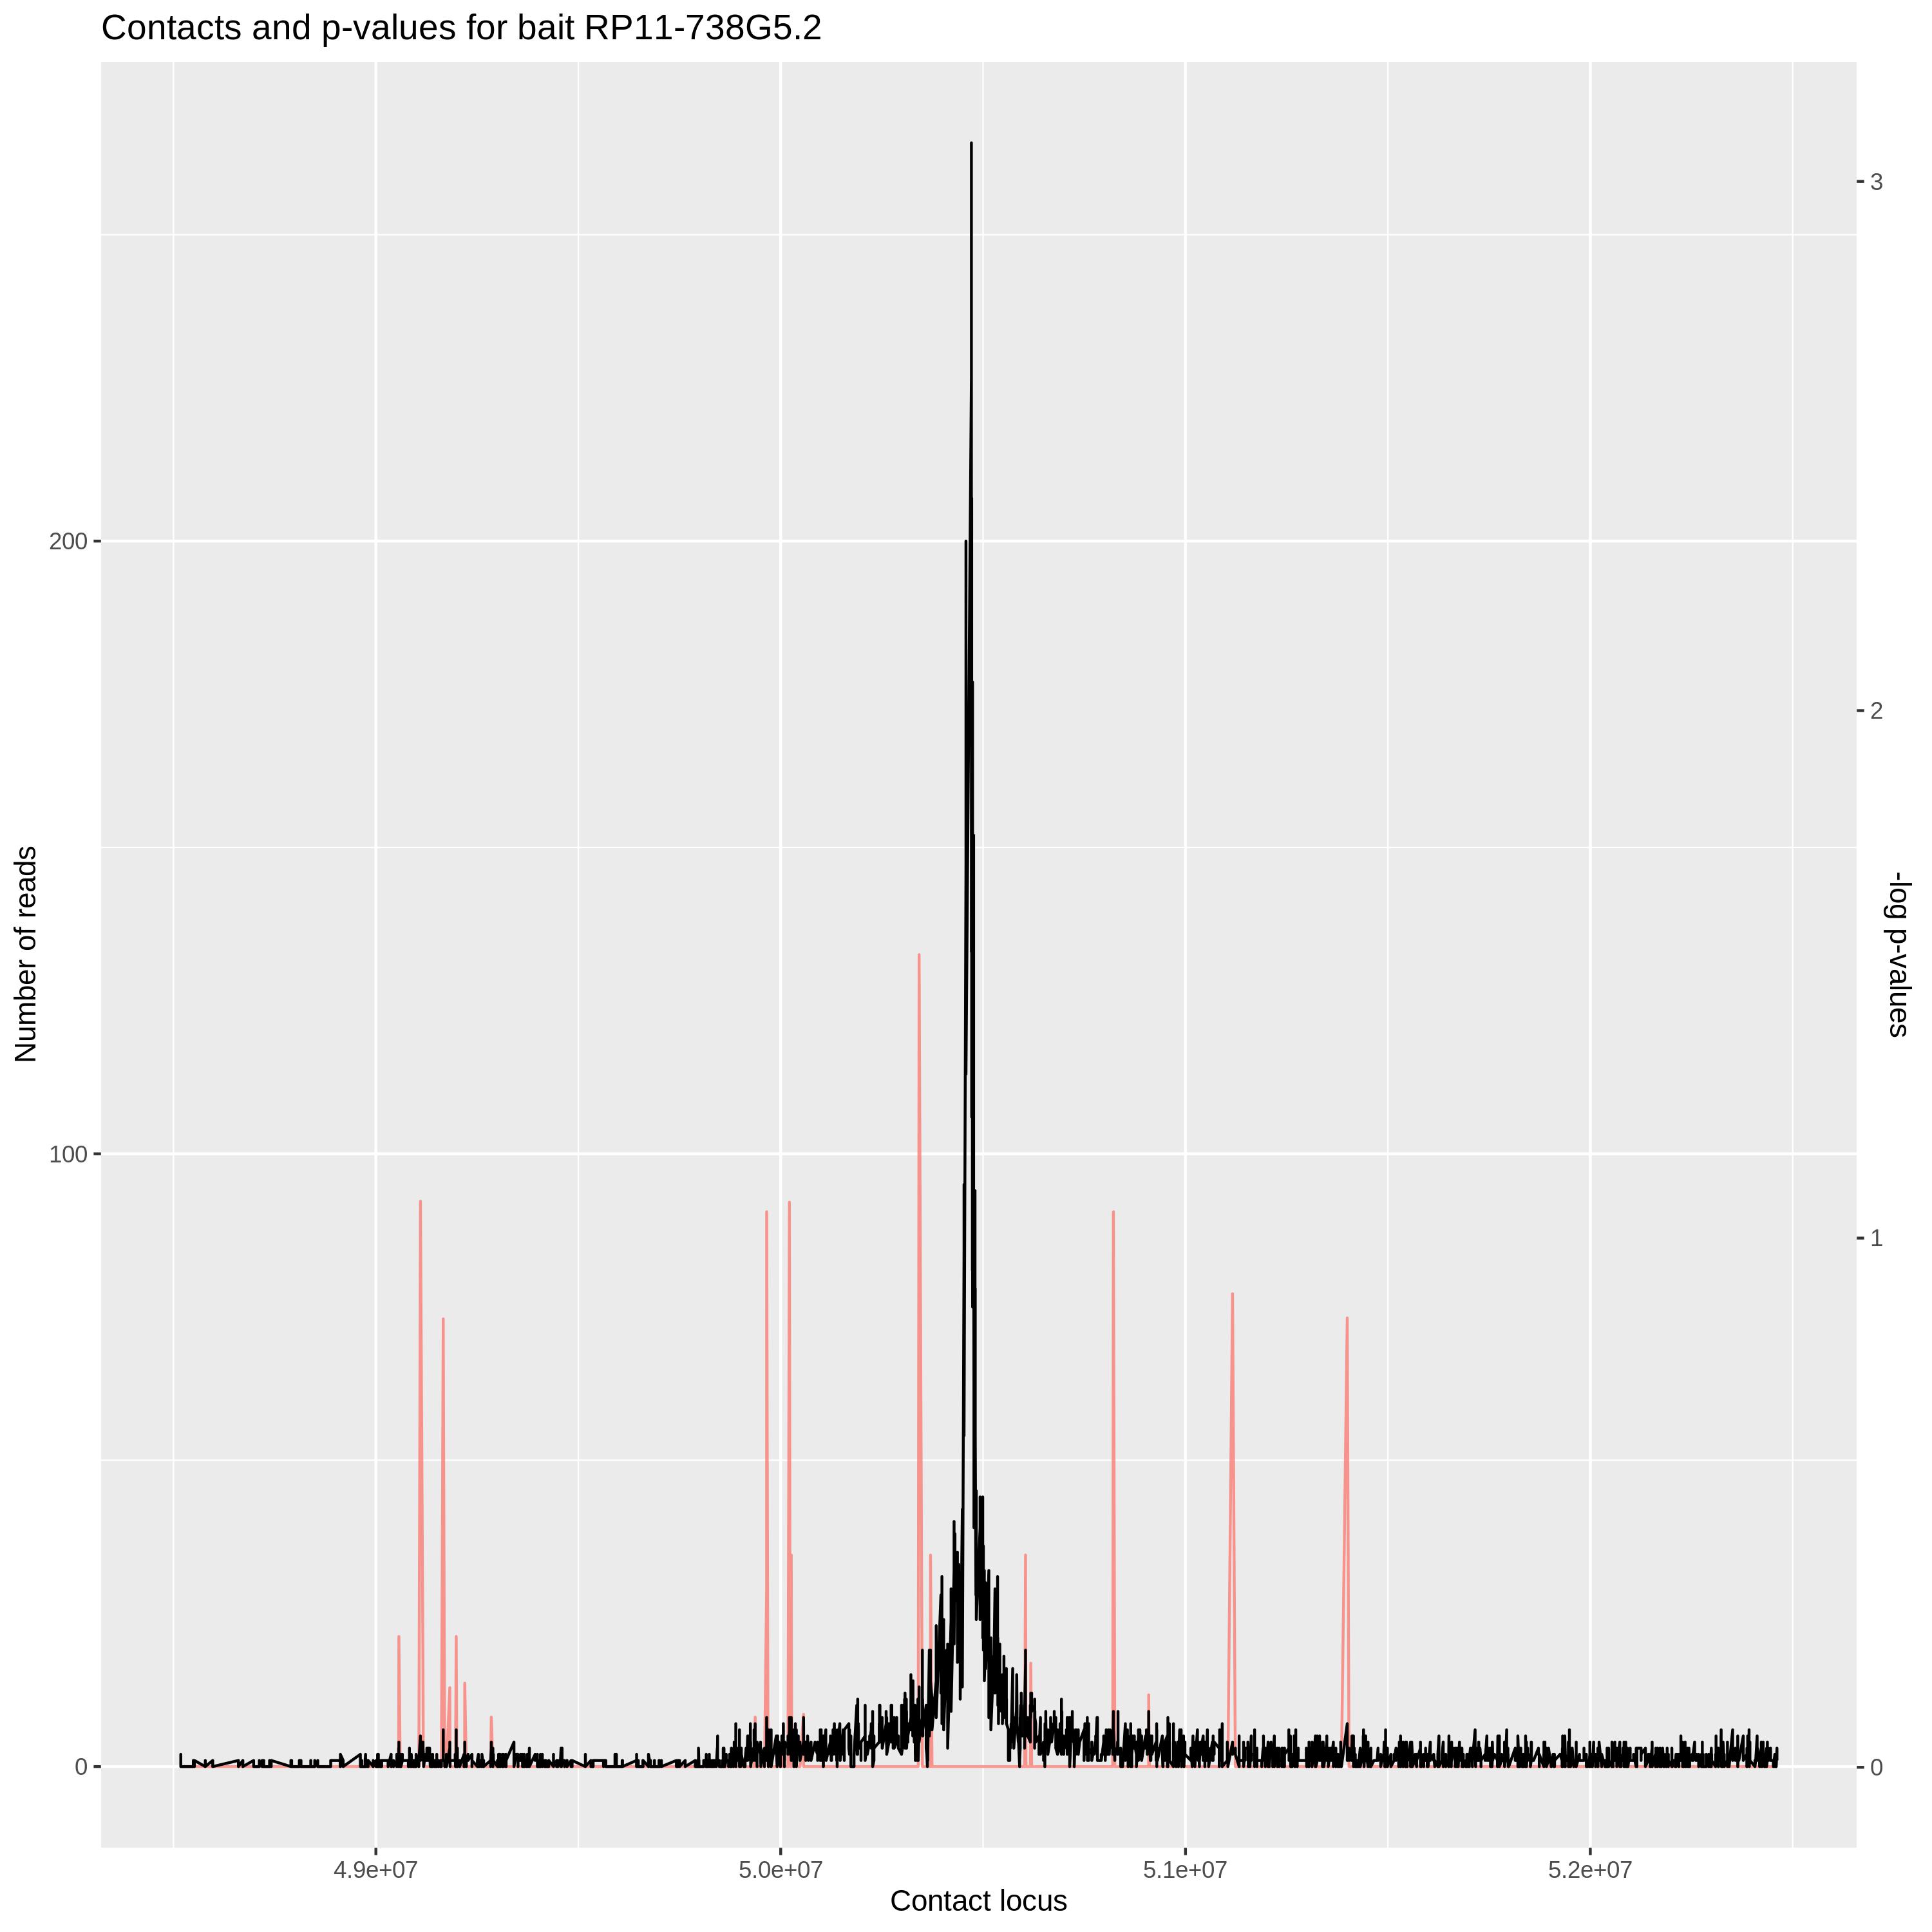 Contacts and p-values for bait RP11-738G5.2
3
200
2
Number of reads
-log p-values
100
1
0
0
4.9e+07 5.0e+07 5.1e+07 5.2e+07
Contact locus